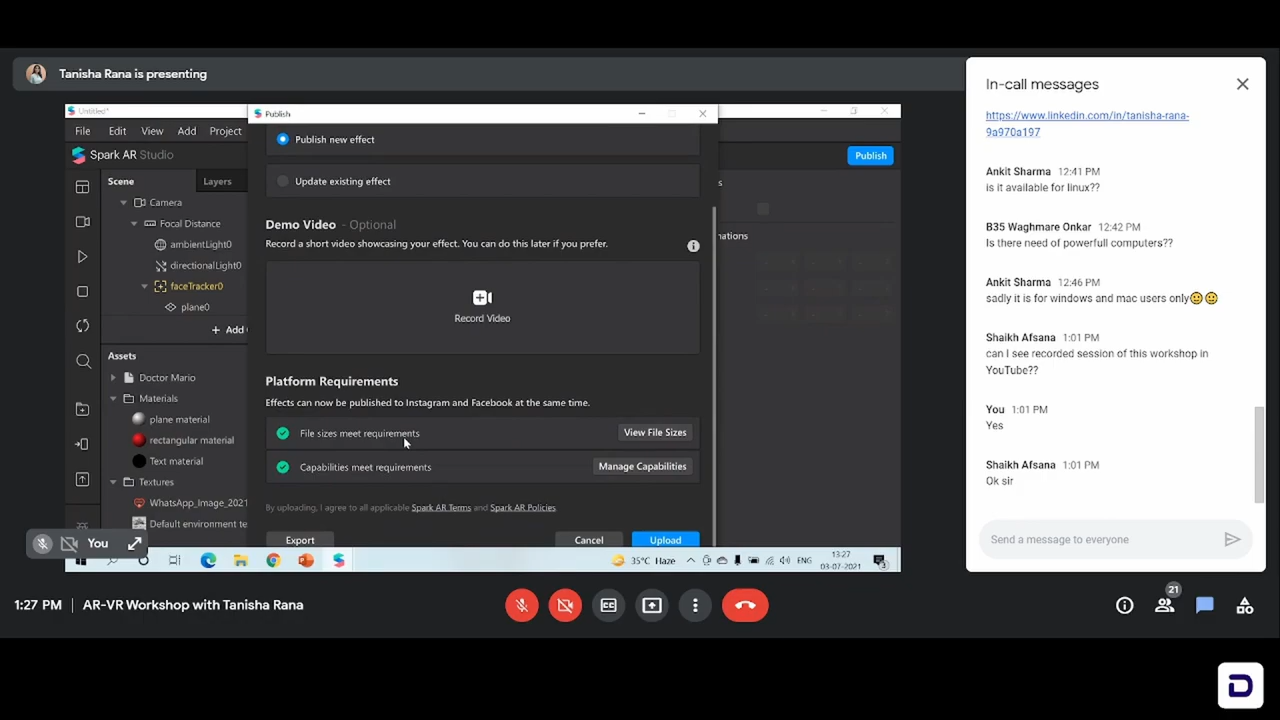 Tanisha Rana is presenting
Untitled*
File Edit View Add Project
Spark AR Studio
Scene
Layers
Camera
Focal Distance
ambientLight0
directionalLight0
faceTracker0
plane0
Assets
Doctor Mario
Materials
plane material
rectangular material
Text material
Textures
WhatsApp_Image_2021
Default environment te
Publish
Publish new effect
Update existing effect
Demo Video - Optional
Record a short video showcasing your effect. You can do this later if you prefer.
Record Video
Platform Requirements
Effects can now be published to Instagram and Facebook at the same time.
File sizes meet requirements
View File Sizes
Capabilities meet requirements
Manage Capabilities
By uploading, I agree to all applicable Spark AR Terms and Spark AR Policies.
Export
Cancel
Upload
Publish
You
35°C Haze
ENG
13:27
03-07-2021
In-call messages
https://www.linkedin.com/in/tanisha-rana-
9a970a197
Ankit Sharma 12:41 PM
is it available for linux??
B35 Waghmare Onkar 12:42 PM
Is there need of powerfull computers??
Ankit Sharma 12:46 PM
sadly it is for windows and mac users only
Shaikh Afsana 1:01 PM
can I see recorded session of this workshop in
YouTube??
You 1:01 PM
Yes
Shaikh Afsana 1:01 PM
Ok sir
Send a message to everyone
1:27 PM | AR-VR Workshop with Tanisha Rana
21